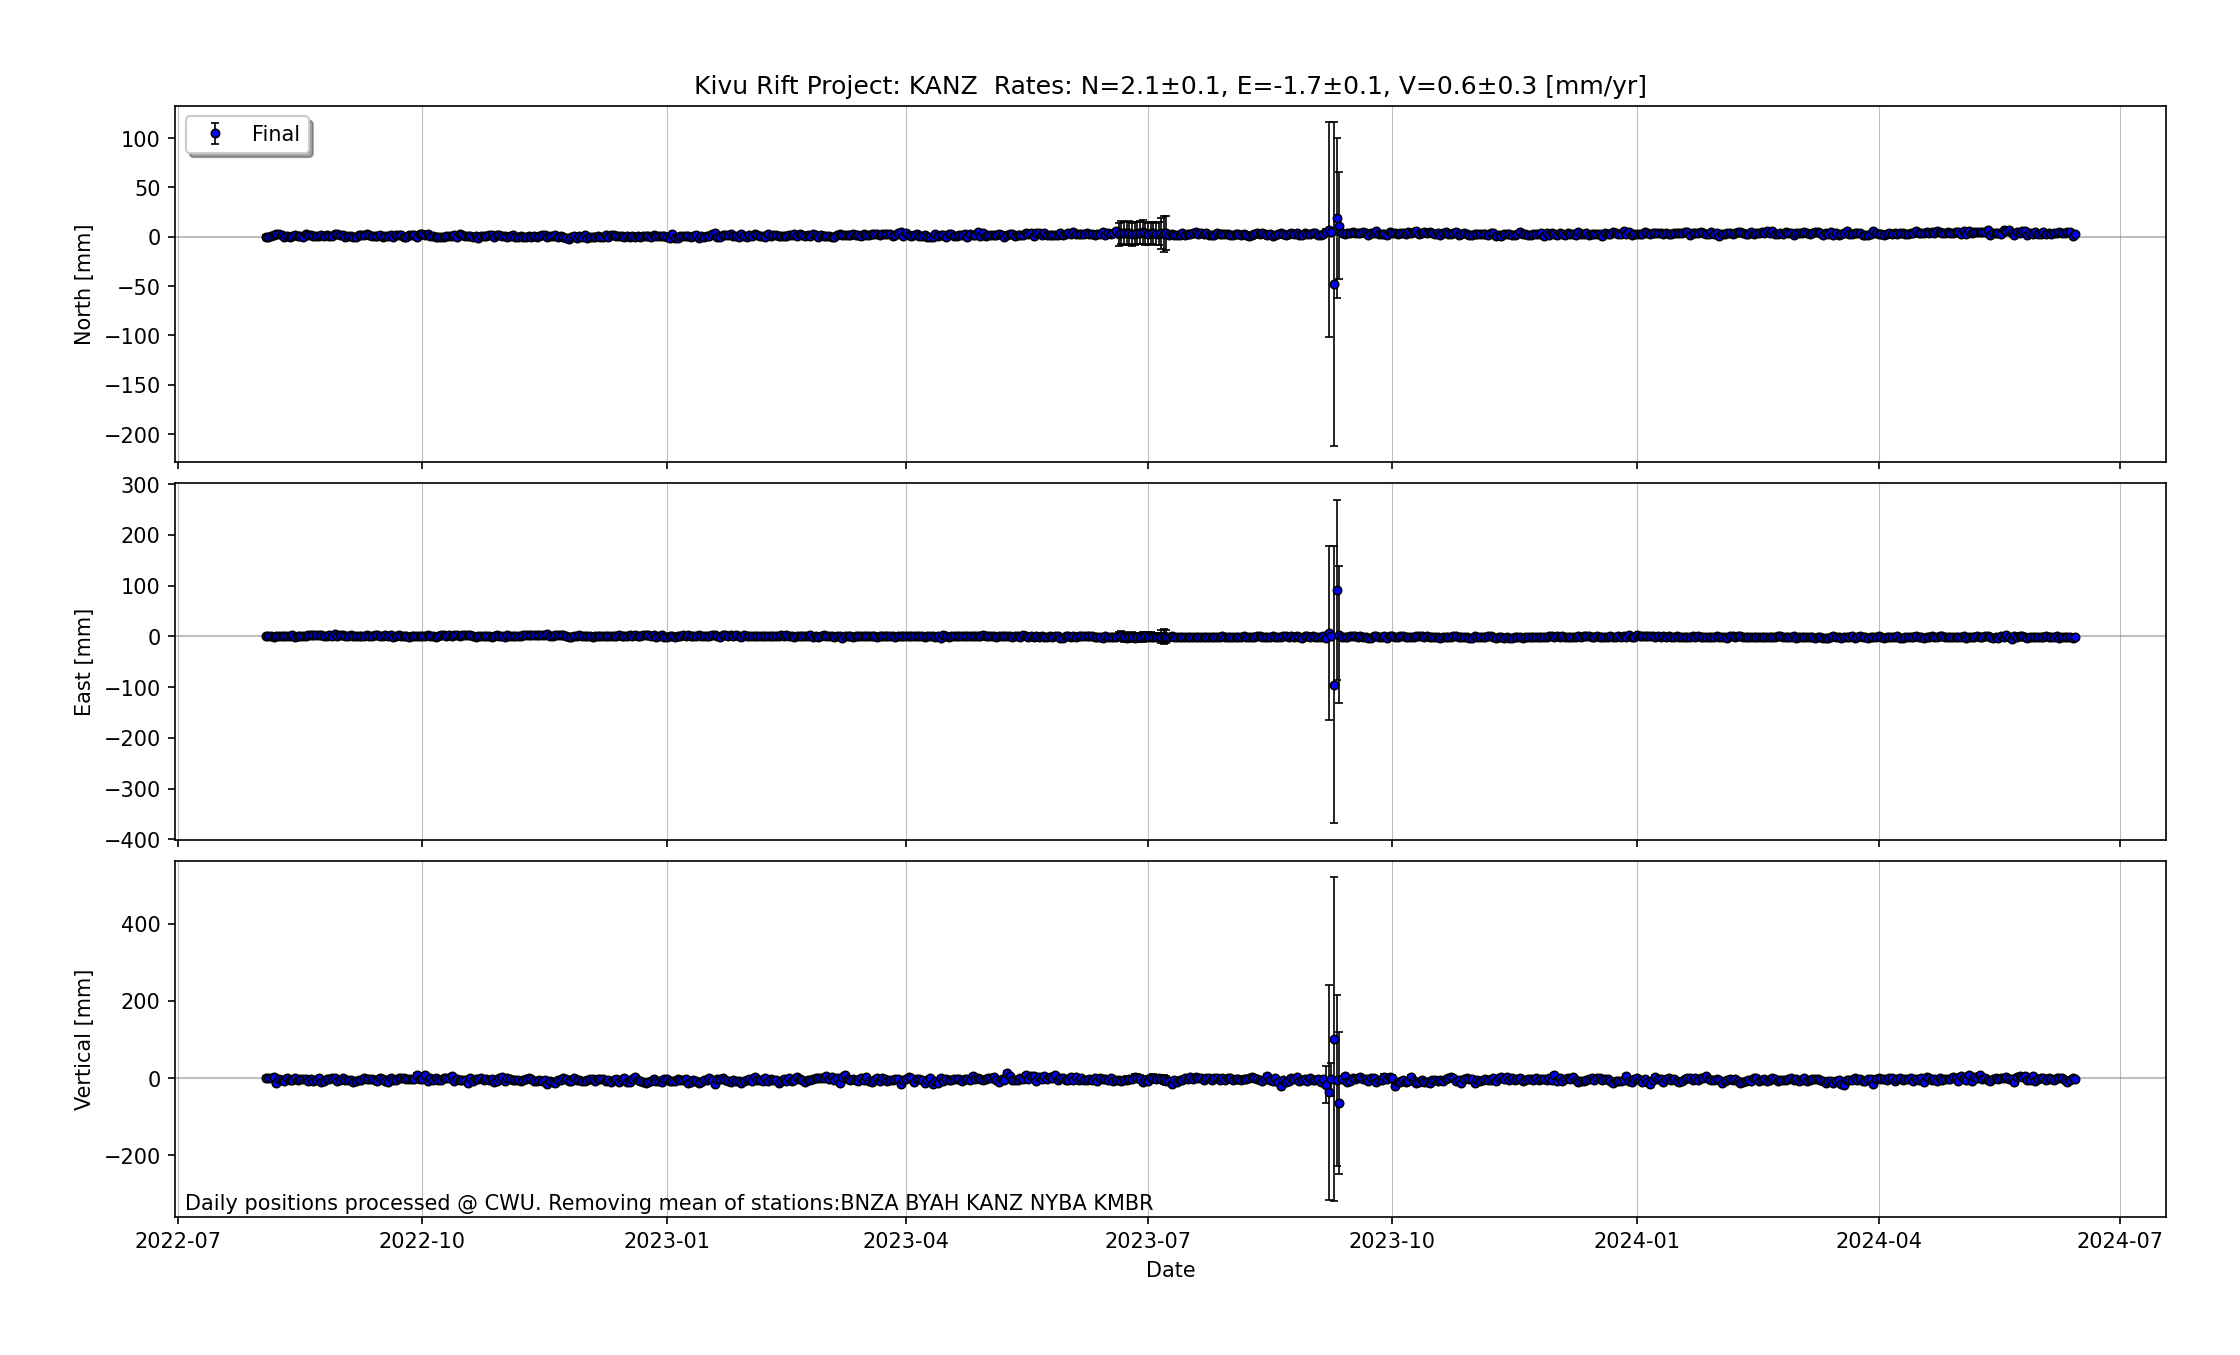 Kivu Rift Project: KANZ  Rates: N=2.1±0.1, E=-1.7±0.1, V=0.6±0.3 [mm/yr]
Final
North [mm]
100
50
0
−50
−100
−150
−200
East [mm]
300
200
100
0
−100
−200
−300
−400
Vertical [mm]
400
200
0
−200
Daily positions processed @ CWU. Removing mean of stations:BNZA BYAH KANZ NYBA KMBR
2022-07 2022-10 2023-01 2023-04 2023-07 2023-10 2024-01 2024-04 2024-07
Date